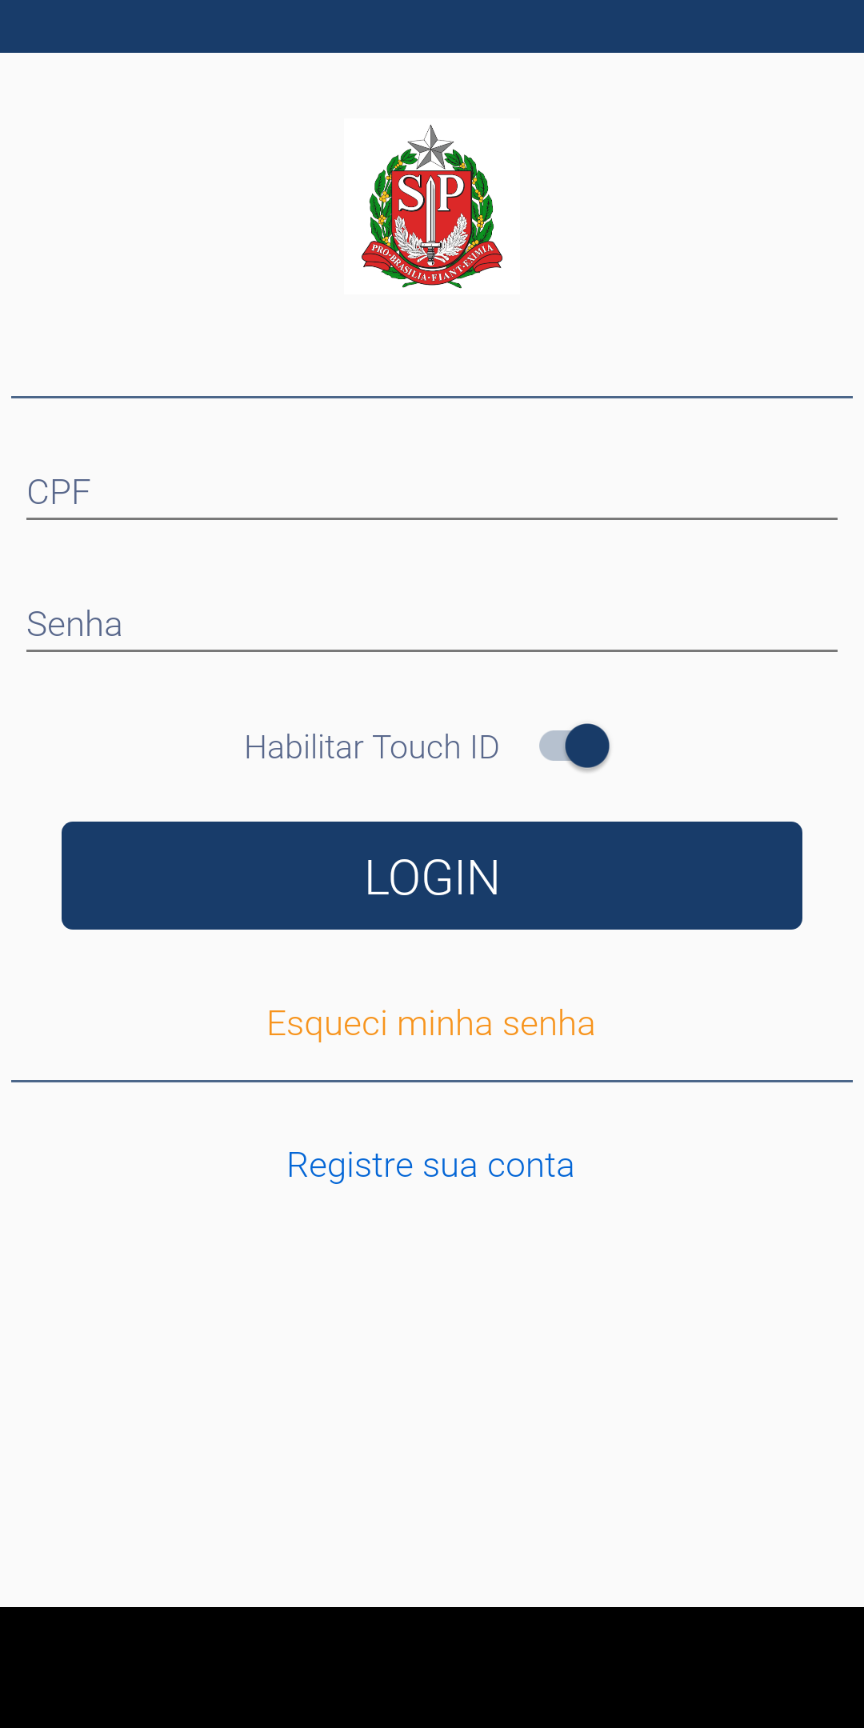 SP
PRO·BRASILIA·FIANT·EXIMIA
CPF
Senha
Habilitar Touch ID
LOGIN
Esqueci minha senha
Registre sua conta